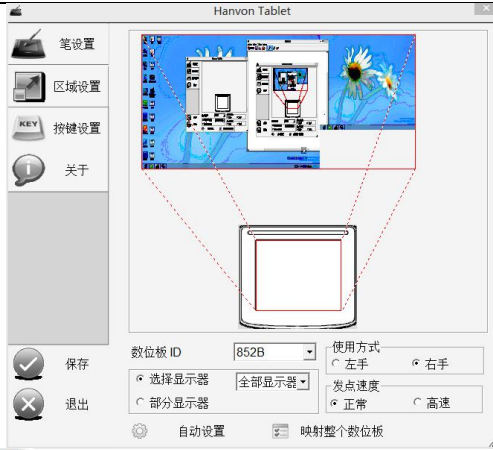 Hanvon Tablet
笔设置
区域设置
KEY 按键设置
关于
数位板 ID 852B
使用方式
左手 右手
选择显示器 全部显示器
部分显示器
发点速度
正常 高速
保存
退出
自动设置 映射整个数位板